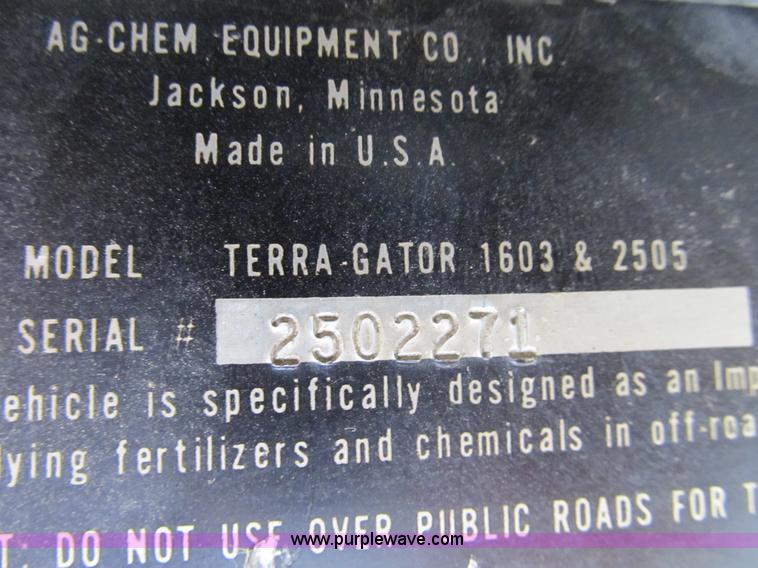 AG-CHEM EQUIPMENT CO., INC.
Jackson, Minnesota
Made in U.S.A.
MODEL TERRA-GATOR 1603 & 2505
SERIAL # 2502271
ehicle is specifically designed as an Imp
lying fertilizers and chemicals in off-roa
T: DO NOT USE OVER PUBLIC ROADS FOR T
www.purplewave.com